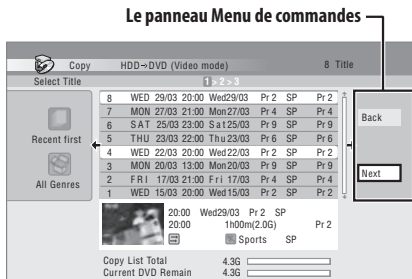 Le panneau Menu de commandes
Copy HDD→DVD (Video mode) 8 Title
Select Title 1 > 2 > 3
8 WED 29/03 20:00 Wed29/03 Pr 2 SP Pr 2
7 MON 27/03 21:00 Mon27/03 Pr 4 SP Pr 4
6 SAT 25/03 23:00 Sat25/03 Pr 9 SP Pr 9
5 THU 23/03 22:00 Thu23/03 Pr 6 SP Pr 6
4 WED 22/03 20:00 Wed22/03 Pr 2 SP Pr 2
3 MON 20/03 13:00 Mon20/03 Pr 9 SP Pr 9
2 FRI 17/03 21:00 Fri 17/03 Pr 4 SP Pr 4
1 WED 15/03 20:00 Wed15/03 Pr 2 SP Pr 2
Recent first
All Genres
Back
Next
20:00 Wed29/03 Pr 2 SP
20:00 1h00m(2.0G) Pr 2
Sports SP
Copy List Total 4.3G
Current DVD Remain 4.3G